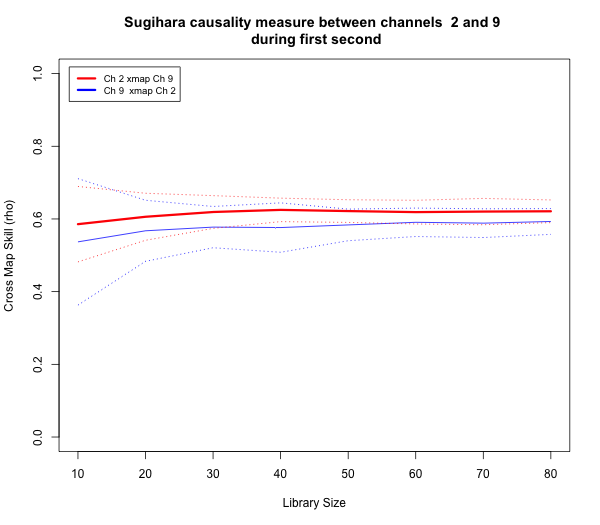 Sugihara causality measure between channels  2 and 9
during first second
Ch 2 xmap Ch 9
Ch 9  xmap Ch 2
Cross Map Skill (rho)
1.0
0.8
0.6
0.4
0.2
0.0
10 20 30 40 50 60 70 80
Library Size